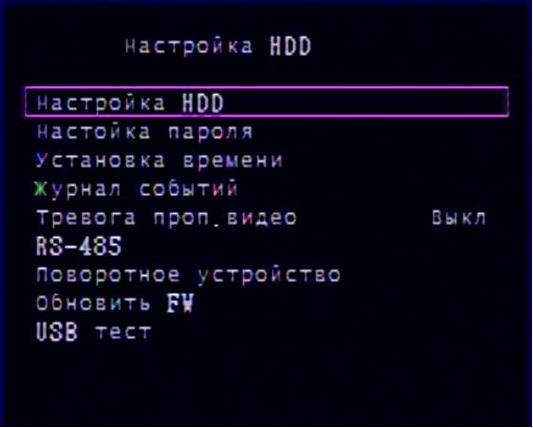 Настройка HDD
Настройка HDD
Настойка пароля
Установка времени
Журнал событий
Тревога проп.видео Выкл
RS-485
Поворотное устройство
Обновить FW
USB тест